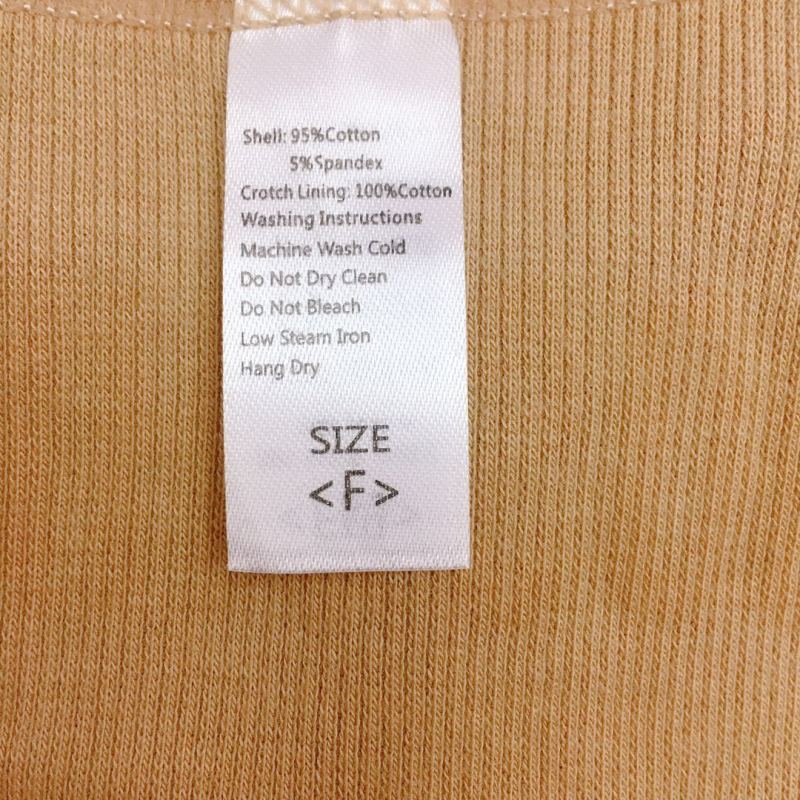 Shell: 95%Cotton
5%Spandex
Crotch Lining: 100%Cotton
Washing Instructions
Machine Wash Cold
Do Not Dry Clean
Do Not Bleach
Low Steam Iron
Hang Dry
SIZE
<F>